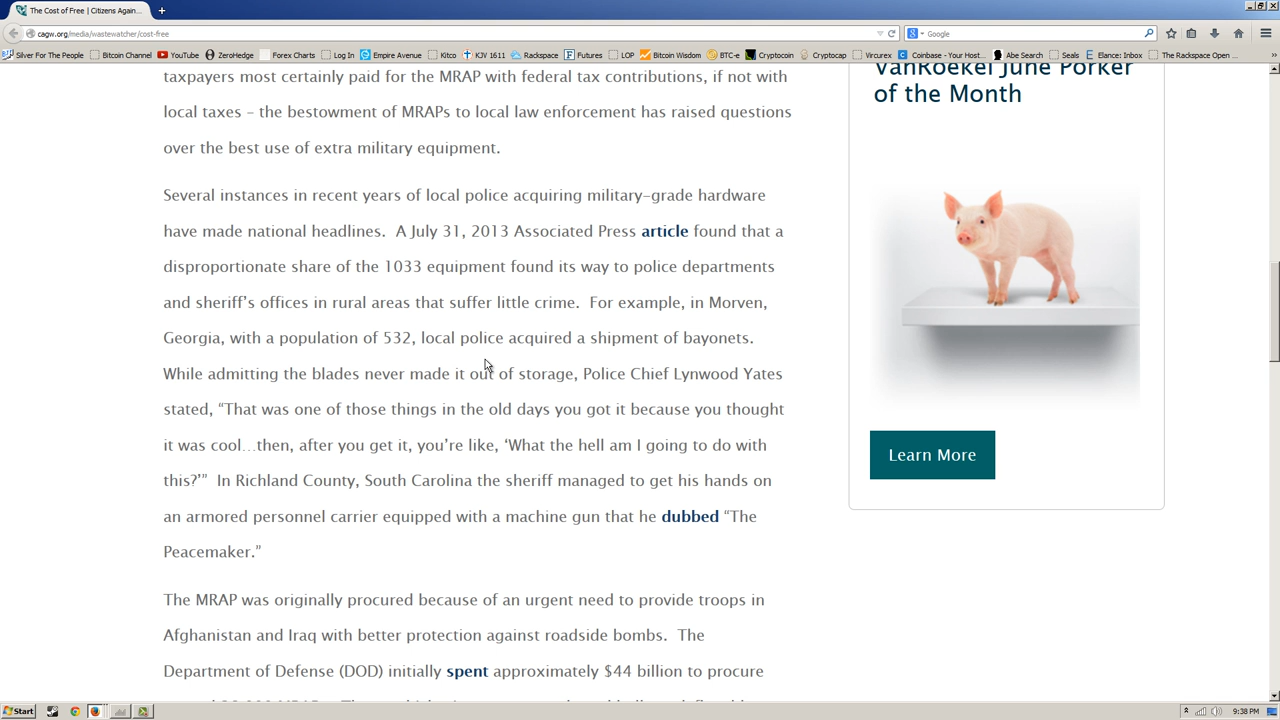 The Cost of Free | Citizens Again...
cagw.org/media/wastewatcher/cost-free
Google
Silver For The People
Bitcoin Channel
YouTube
ZeroHedge
Forex Charts
Log In
Empire Avenue
Kitco
KJV 1611
Rackspace
Futures
LOP
Bitcoin Wisdom
BTC-e
Cryptocoin
Cryptocap
Vircurex
Coinbase - Your Host...
Abe Search
Seals
Elance: Inbox
The Rackspace Open ...
taxpayers most certainly paid for the MRAP with federal tax contributions, if not with
local taxes – the bestowment of MRAPs to local law enforcement has raised questions
over the best use of extra military equipment.
Several instances in recent years of local police acquiring military-grade hardware
have made national headlines. A July 31, 2013 Associated Press article found that a
disproportionate share of the 1033 equipment found its way to police departments
and sheriff's offices in rural areas that suffer little crime. For example, in Morven,
Georgia, with a population of 532, local police acquired a shipment of bayonets.
While admitting the blades never made it out of storage, Police Chief Lynwood Yates
stated, “That was one of those things in the old days you got it because you thought
it was cool…then, after you get it, you’re like, ‘What the hell am I going to do with
this?’” In Richland County, South Carolina the sheriff managed to get his hands on
an armored personnel carrier equipped with a machine gun that he dubbed “The
Peacemaker.”
The MRAP was originally procured because of an urgent need to provide troops in
Afghanistan and Iraq with better protection against roadside bombs. The
Department of Defense (DOD) initially spent approximately $44 billion to procure
VanRoekel June Porker
of the Month
Learn More
Start
9:38 PM